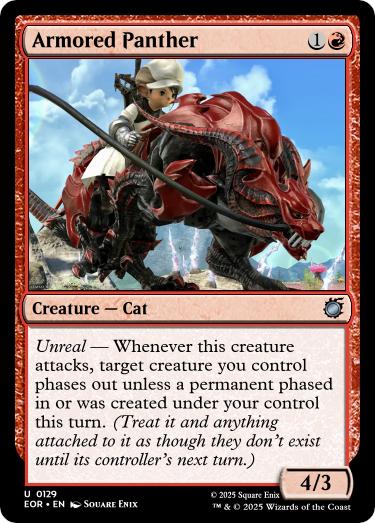 Armored Panther 1
Creature — Cat
Unreal — Whenever this creature
attacks, target creature you control
phases out unless a permanent phased
in or was created under your control
this turn. (Treat it and anything
attached to it as though they don't exist
until its controller's next turn.)
4/3
U 0129
EOR • EN SQUARE ENIX
© 2025 Square Enix
™ & © 2025 Wizards of the Coast